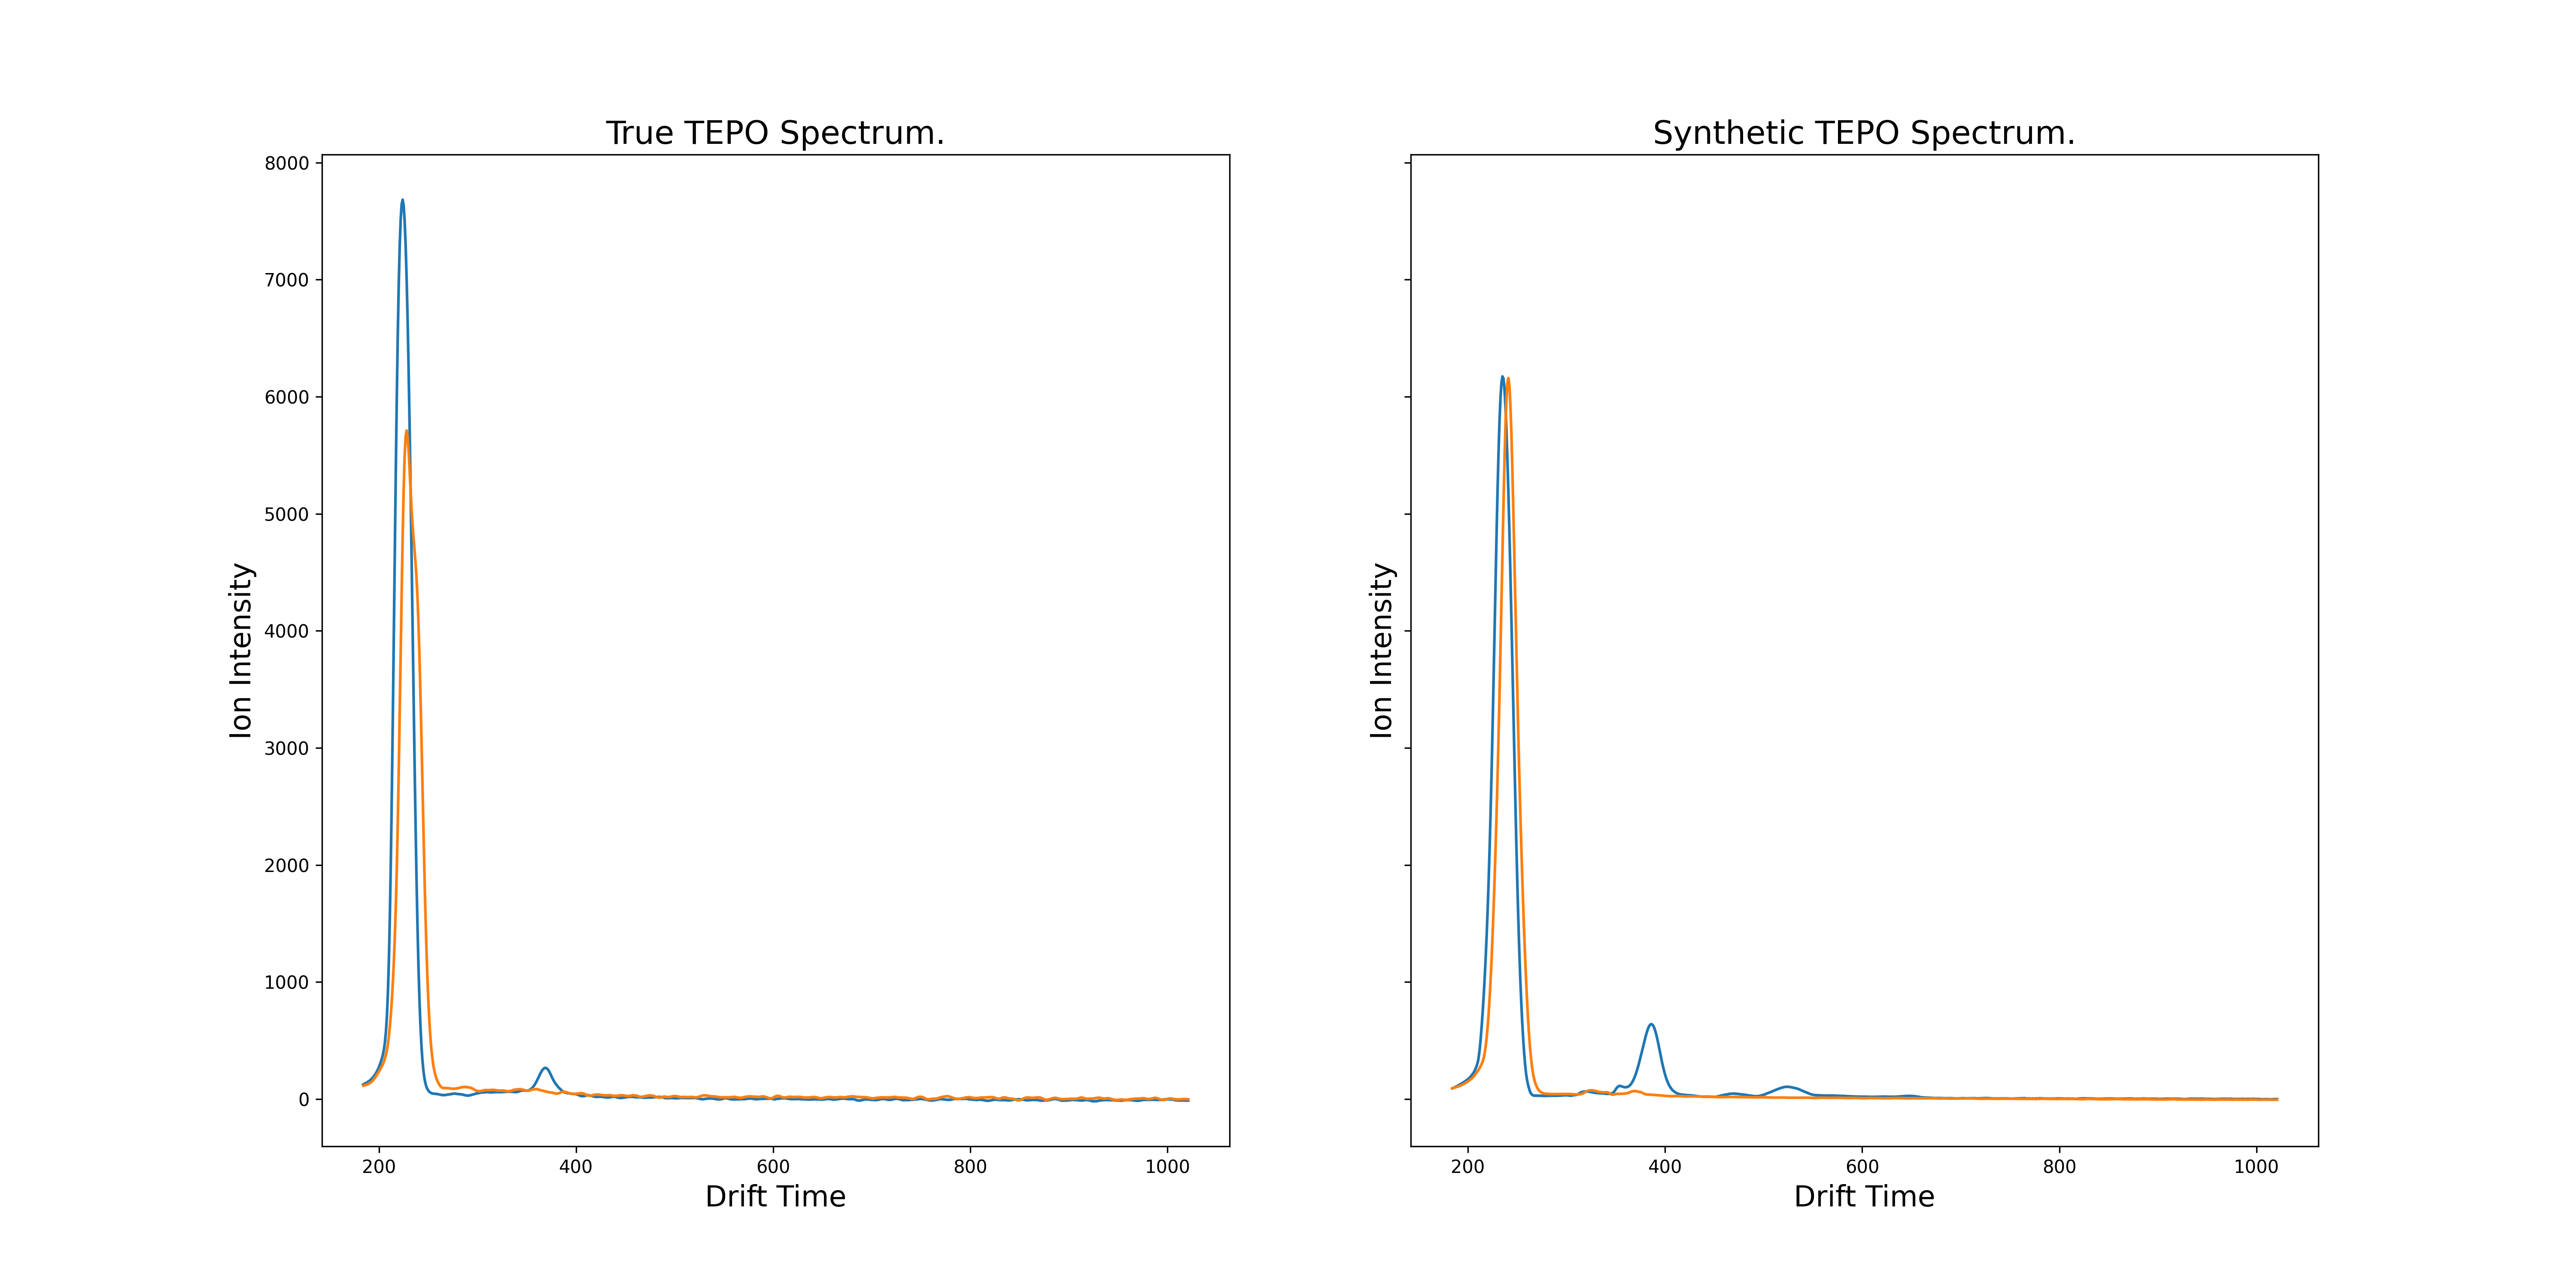 True TEPO Spectrum.
8000
7000
6000
5000
4000
3000
2000
1000
0
Ion Intensity
200 400 600 800 1000
Drift Time
Synthetic TEPO Spectrum.
Ion Intensity
200 400 600 800 1000
Drift Time